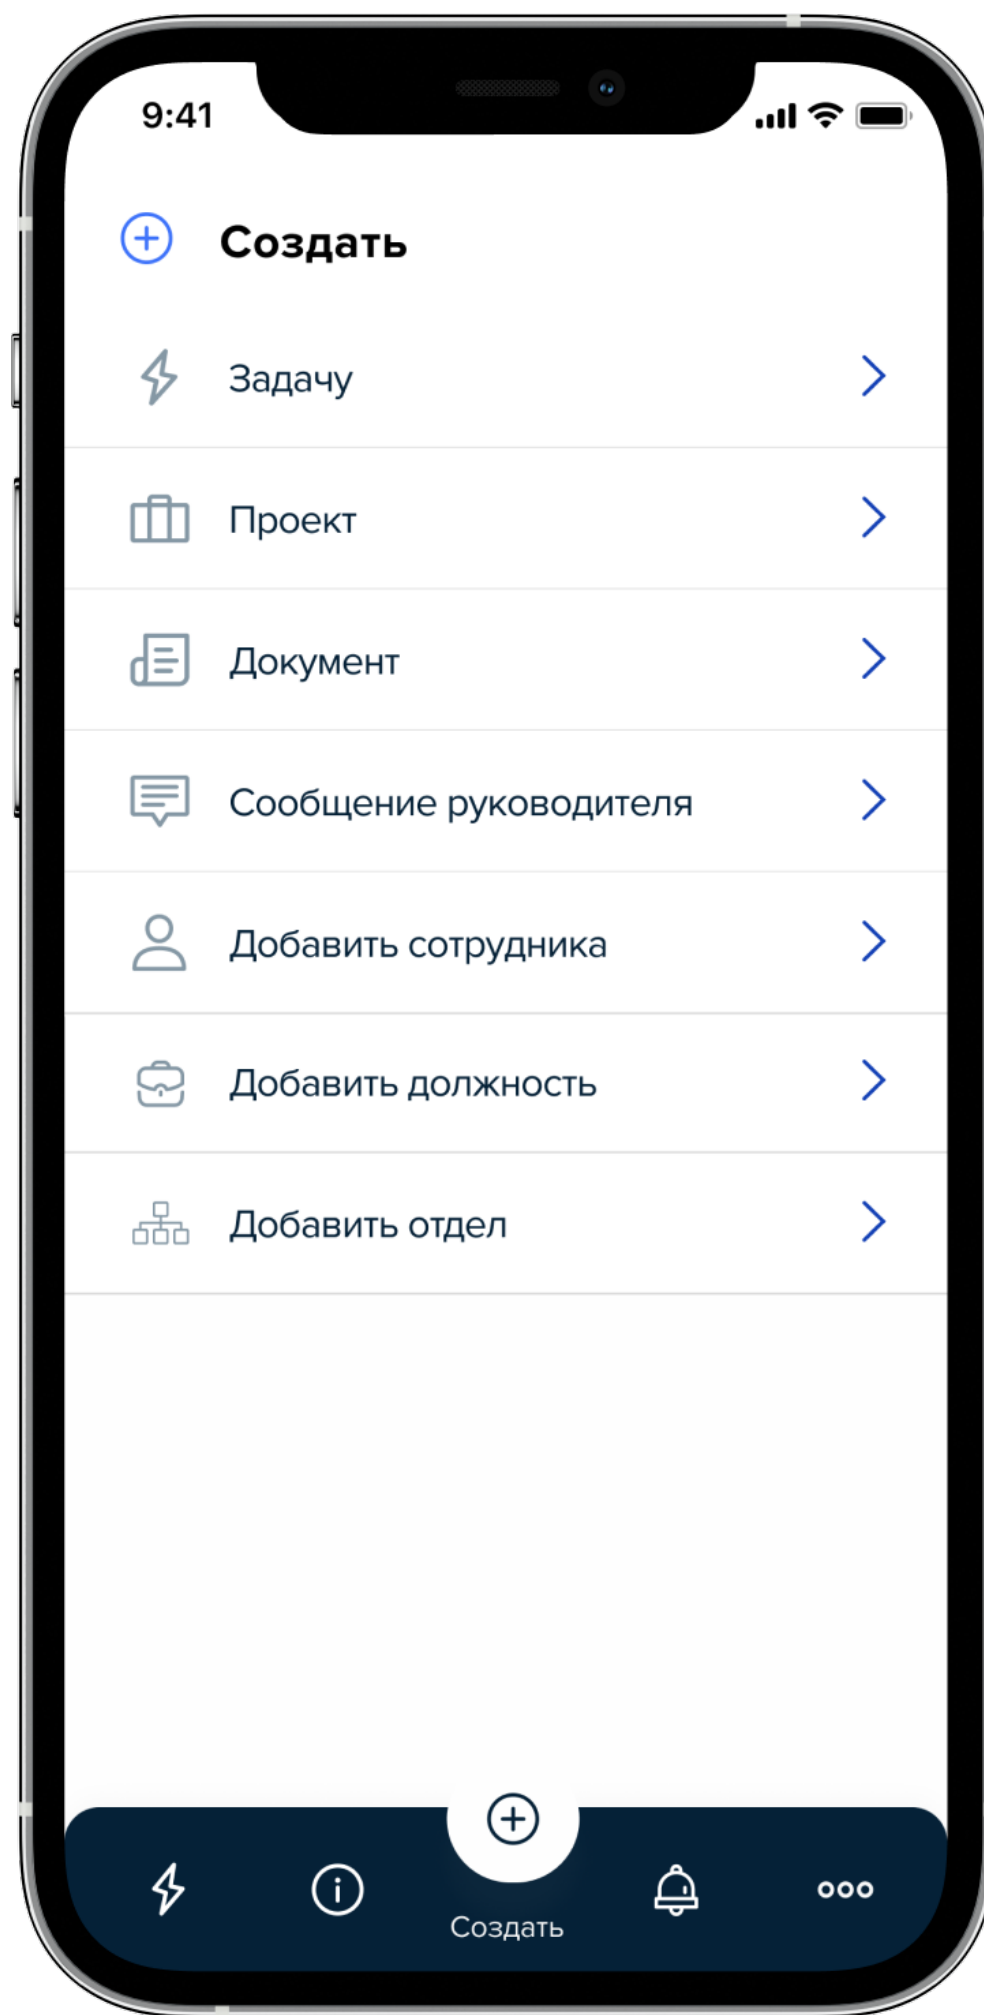 9:41
Создать
Задачу
Проект
Документ
Сообщение руководителя
Добавить сотрудника
Добавить должность
Добавить отдел
Создать